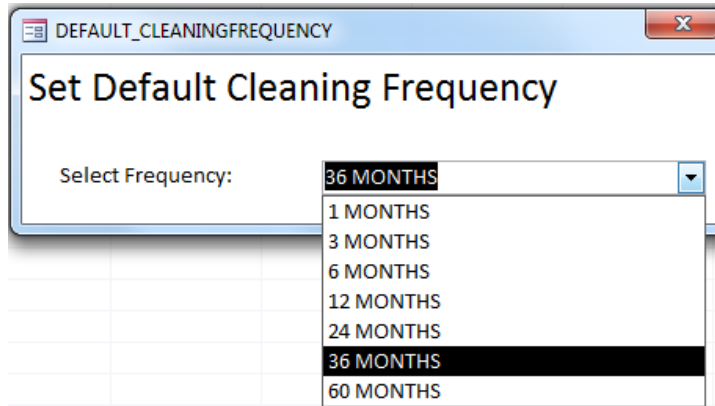 DEFAULT_CLEANINGFREQUENCY
Set Default Cleaning Frequency
Select Frequency: 36 MONTHS
1 MONTHS
3 MONTHS
6 MONTHS
12 MONTHS
24 MONTHS
36 MONTHS
60 MONTHS